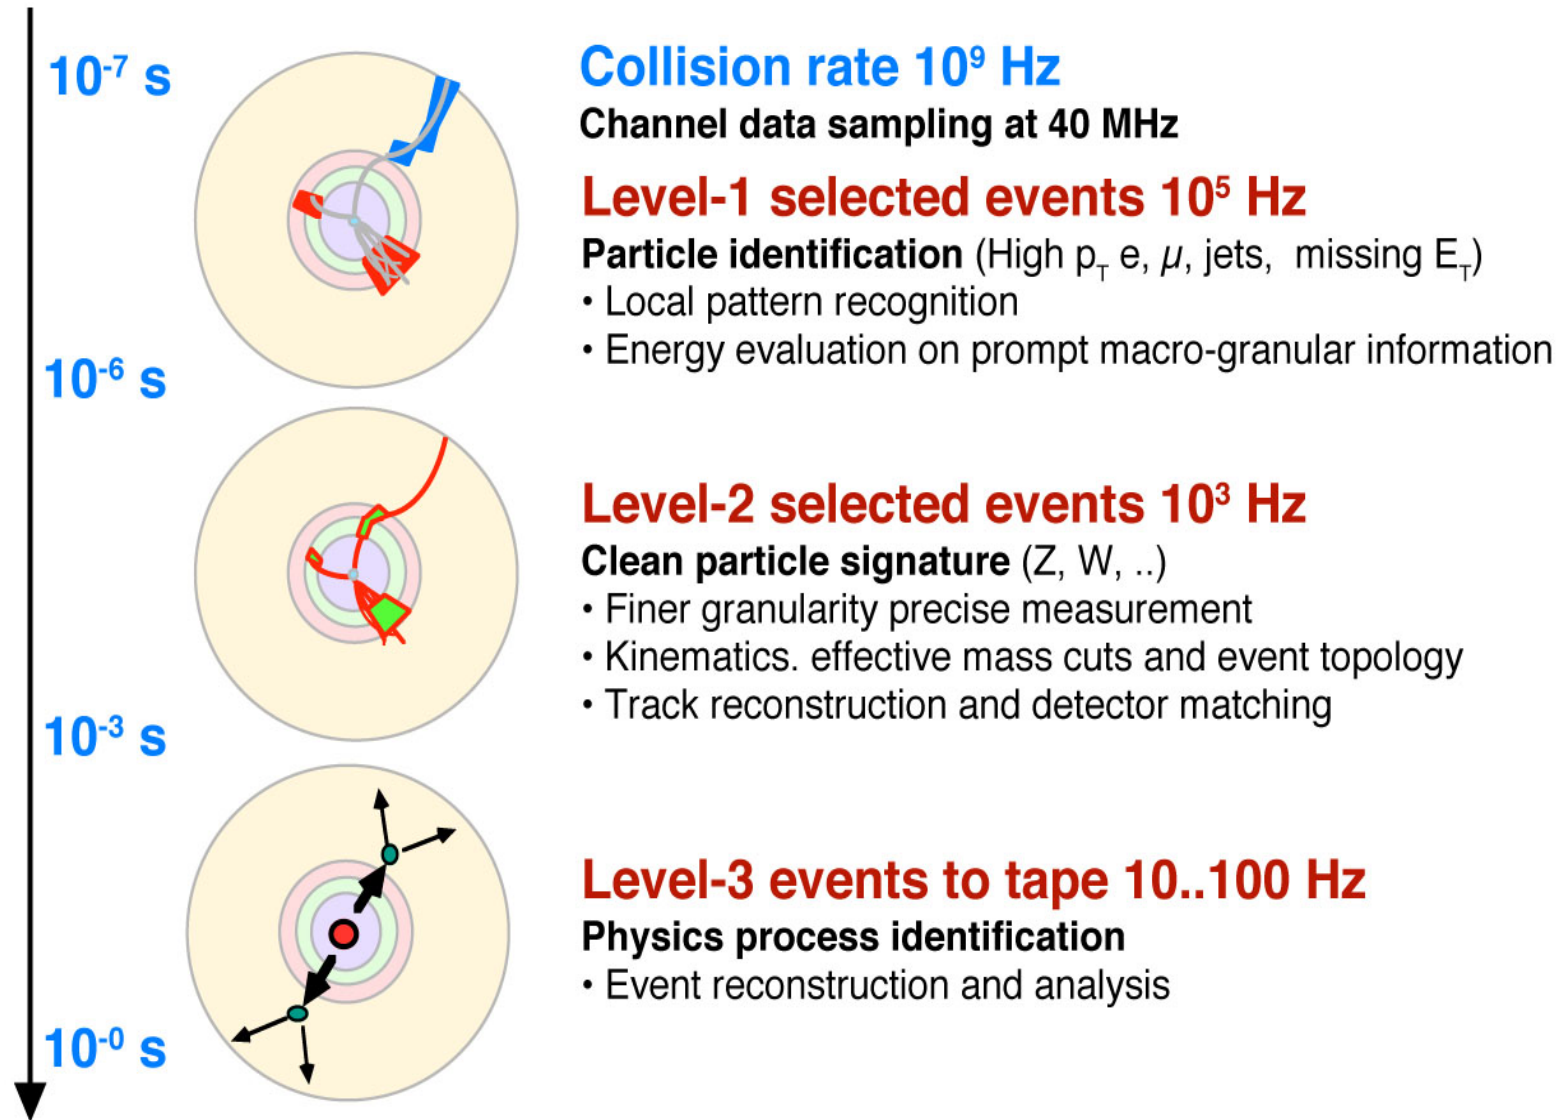 10⁻⁷ s
Collision rate 10⁹ Hz
Channel data sampling at 40 MHz
Level-1 selected events 10⁵ Hz
Particle identification (High p_T e, μ, jets, missing E_T)
• Local pattern recognition
• Energy evaluation on prompt macro-granular information
10⁻⁶ s
Level-2 selected events 10³ Hz
Clean particle signature (Z, W, ..)
• Finer granularity precise measurement
• Kinematics. effective mass cuts and event topology
• Track reconstruction and detector matching
10⁻³ s
Level-3 events to tape 10..100 Hz
Physics process identification
• Event reconstruction and analysis
10⁻⁰ s